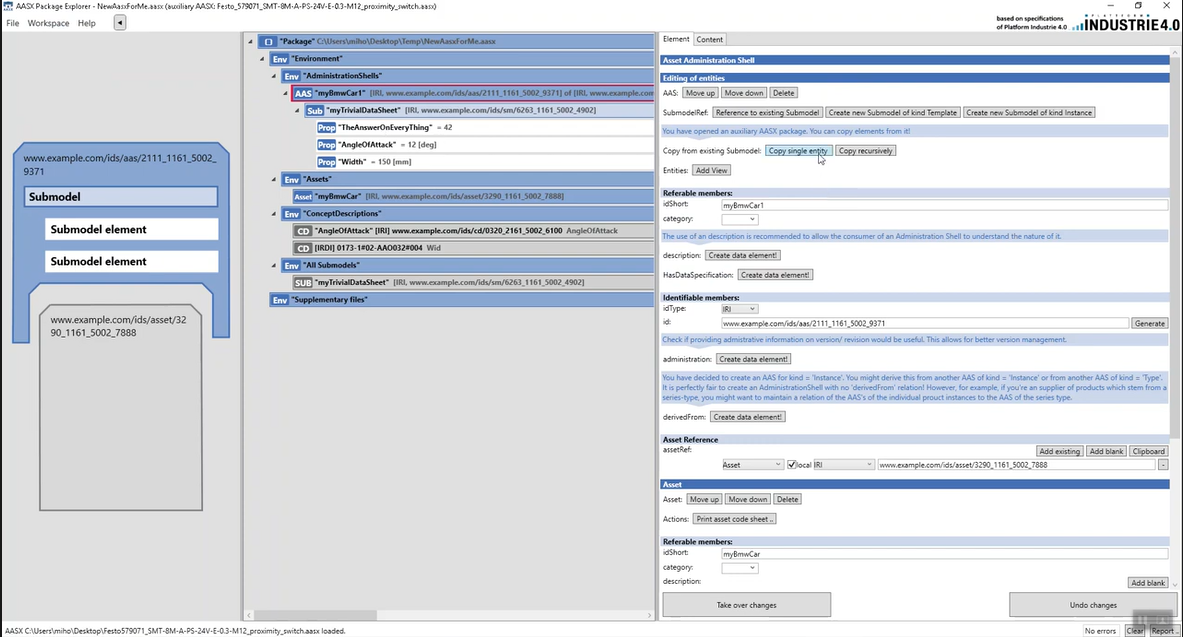 AASX Package Explorer - NewAasxForMe.aasx (auxiliary AASX: Festo_579071_SMT-8M-A-PS-24V-E-0.3-M12_proximity_switch.aasx)
File Workspace Help
based on specifications
of Platform Industrie 4.0
PLATFORM
INDUSTRIE4.0
www.example.com/ids/aas/2111_1161_5002_
9371
Submodel
Submodel element
Submodel element
www.example.com/ids/asset/32
90_1161_5002_7888
"Package" C:\Users\miho\Desktop\Temp\NewAasxForMe.aasx
Env "Environment"
Env "AdministrationShells"
AAS "myBmwCar1" [IRI, www.example.com/ids/aas/2111_1161_5002_9371] of [IRI, www.example.com
Sub "myTrivialDataSheet" [IRI, www.example.com/ids/sm/6263_1161_5002_4902]
Prop "TheAnswerOnEveryThing" = 42
Prop "AngleOfAttack" = 12 [deg]
Prop "Width" = 150 [mm]
Env "Assets"
Asset "myBmwCar" [IRI, www.example.com/ids/asset/3290_1161_5002_7888]
Env "ConceptDescriptions"
CD "AngleOfAttack" [IRI] www.example.com/ids/cd/0320_2161_5002_6100 AngleOfAttack
CD [IRDI] 0173-1#02-AAO032#004 Wid
Env "All Submodels"
SUB "myTrivialDataSheet" [IRI, www.example.com/ids/sm/6263_1161_5002_4902]
Env "Supplementary files"
Element Content
Asset Administration Shell
Editing of entities
AAS: Move up Move down Delete
SubmodelRef: Reference to existing Submodel Create new Submodel of kind Template Create new Submodel of kind Instance
You have opened an auxiliary AASX package. You can copy elements from it!
Copy from existing Submodel: Copy single entity Copy recursively
Entities: Add View
Referable members:
idShort: myBmwCar1
category:
The use of an description is recommended to allow the consumer of an Administration Shell to understand the nature of it.
description: Create data element!
HasDataSpecification: Create data element!
Identifiable members:
idType: IRI
id: www.example.com/ids/aas/2111_1161_5002_9371 Generate
Check if providing admistrative information on version/ revision would be useful. This allows for better version management.
administration: Create data element!
You have decided to create an AAS for kind = 'Instance'. You might derive this from another AAS of kind = 'Instance' or from another AAS of kind = 'Type'.
It is perfectly fair to create an AdministrationShell with no 'derivedFrom' relation! However, for example, if you're an supplier of products which stem from a
series-type, you might want to maintain a relation of the AAS's of the individual prouct instances to the AAS of the series type.
derivedFrom: Create data element!
Asset Reference
assetRef: Add existing Add blank Clipboard
Asset local IRI www.example.com/ids/asset/3290_1161_5002_7888 -
Asset
Asset: Move up Move down Delete
Actions: Print asset code sheet ..
Referable members:
idShort: myBmwCar
category:
description: Add blank
Take over changes Undo changes
AASX C:\Users\miho\Desktop\Festo579071_SMT-8M-A-PS-24V-E-0.3-M12_proximity_switch.aasx loaded.
No errors Clear Report ..